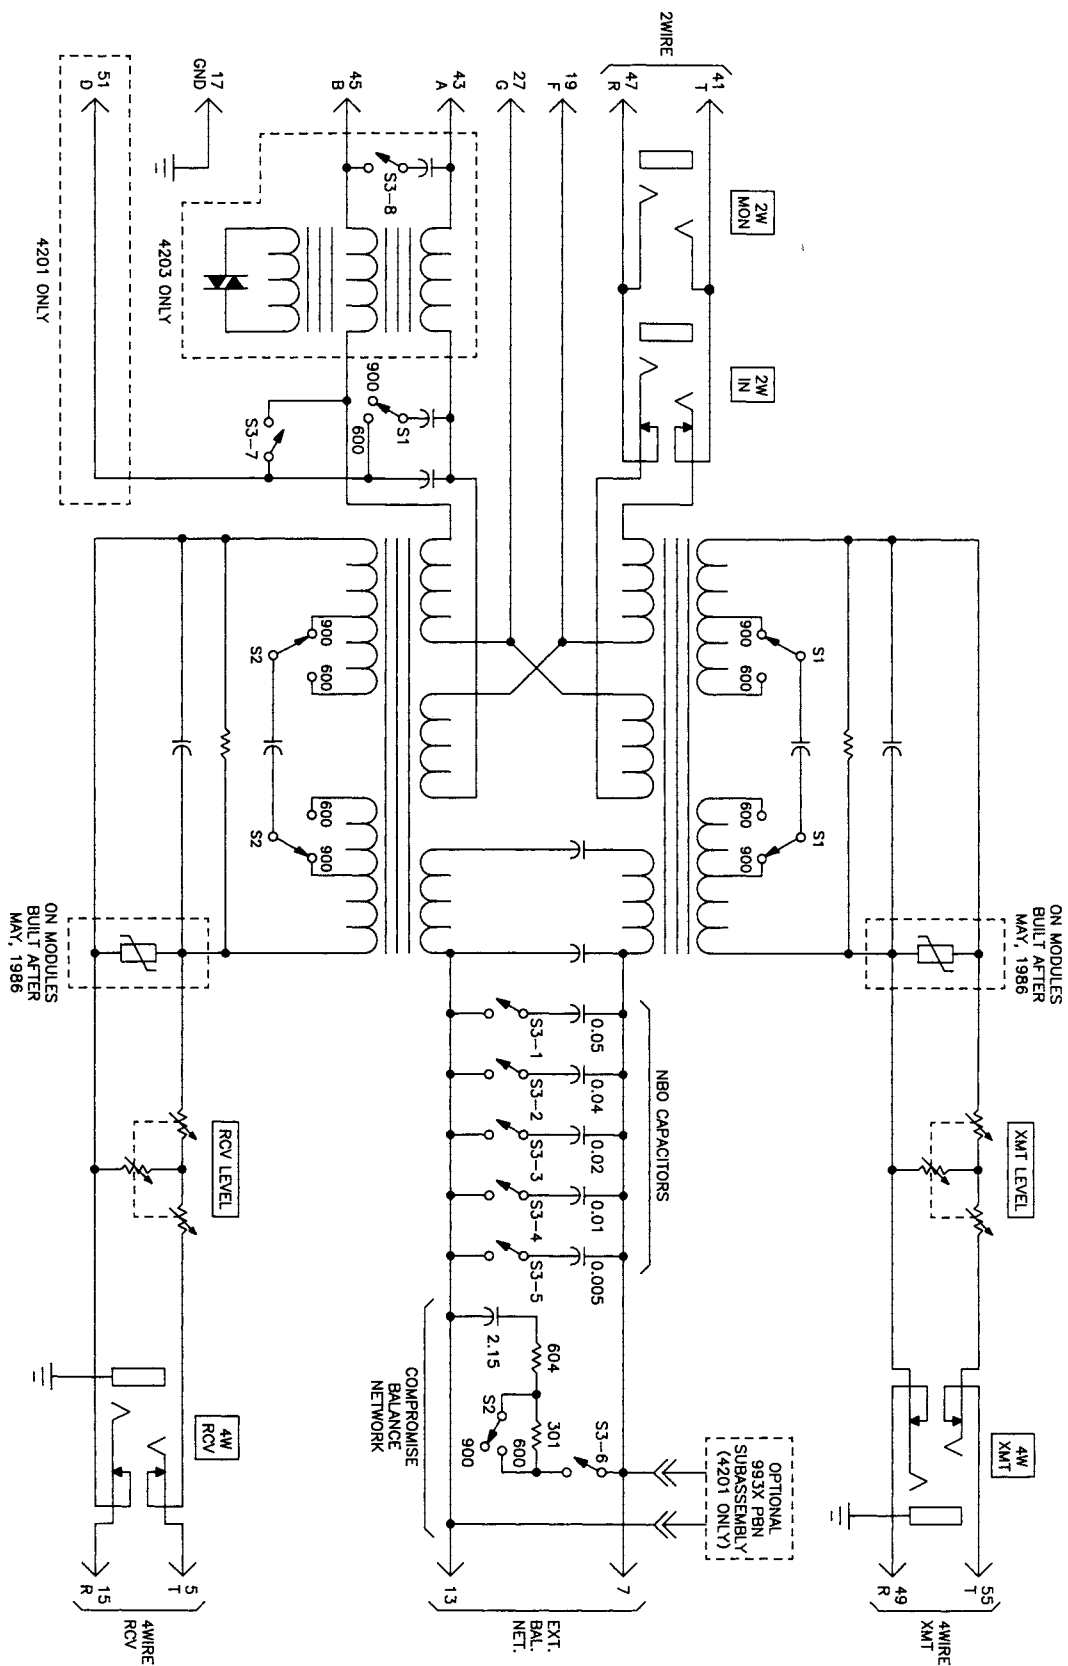 2WIRE
41
T
47
R
19
F
27
G
43
A
45
B
17
GND
51
D
2W
MON
2W
IN
S3-8
4203 ONLY
4201 ONLY
900
600
S1
S3-7
S1
900
600
S1
600
900
900
600
S2
600
900
S2
ON MODULES
BUILT AFTER
MAY, 1986
ON MODULES
BUILT AFTER
MAY, 1986
NBO CAPACITORS
0.05
S3-1
0.04
S3-2
0.02
S3-3
0.01
S3-4
0.005
S3-5
XMT LEVEL
RCV LEVEL
2.15
604
301
S2
900
600
S3-6
COMPROMISE
BALANCE
NETWORK
OPTIONAL
993X PBN
SUBASSEMBLY
(4201 ONLY)
4W
XMT
4W
RCV
55
T
49
R
4WIRE
XMT
7
13
EXT.
BAL.
NET.
5
T
15
R
4WIRE
RCV